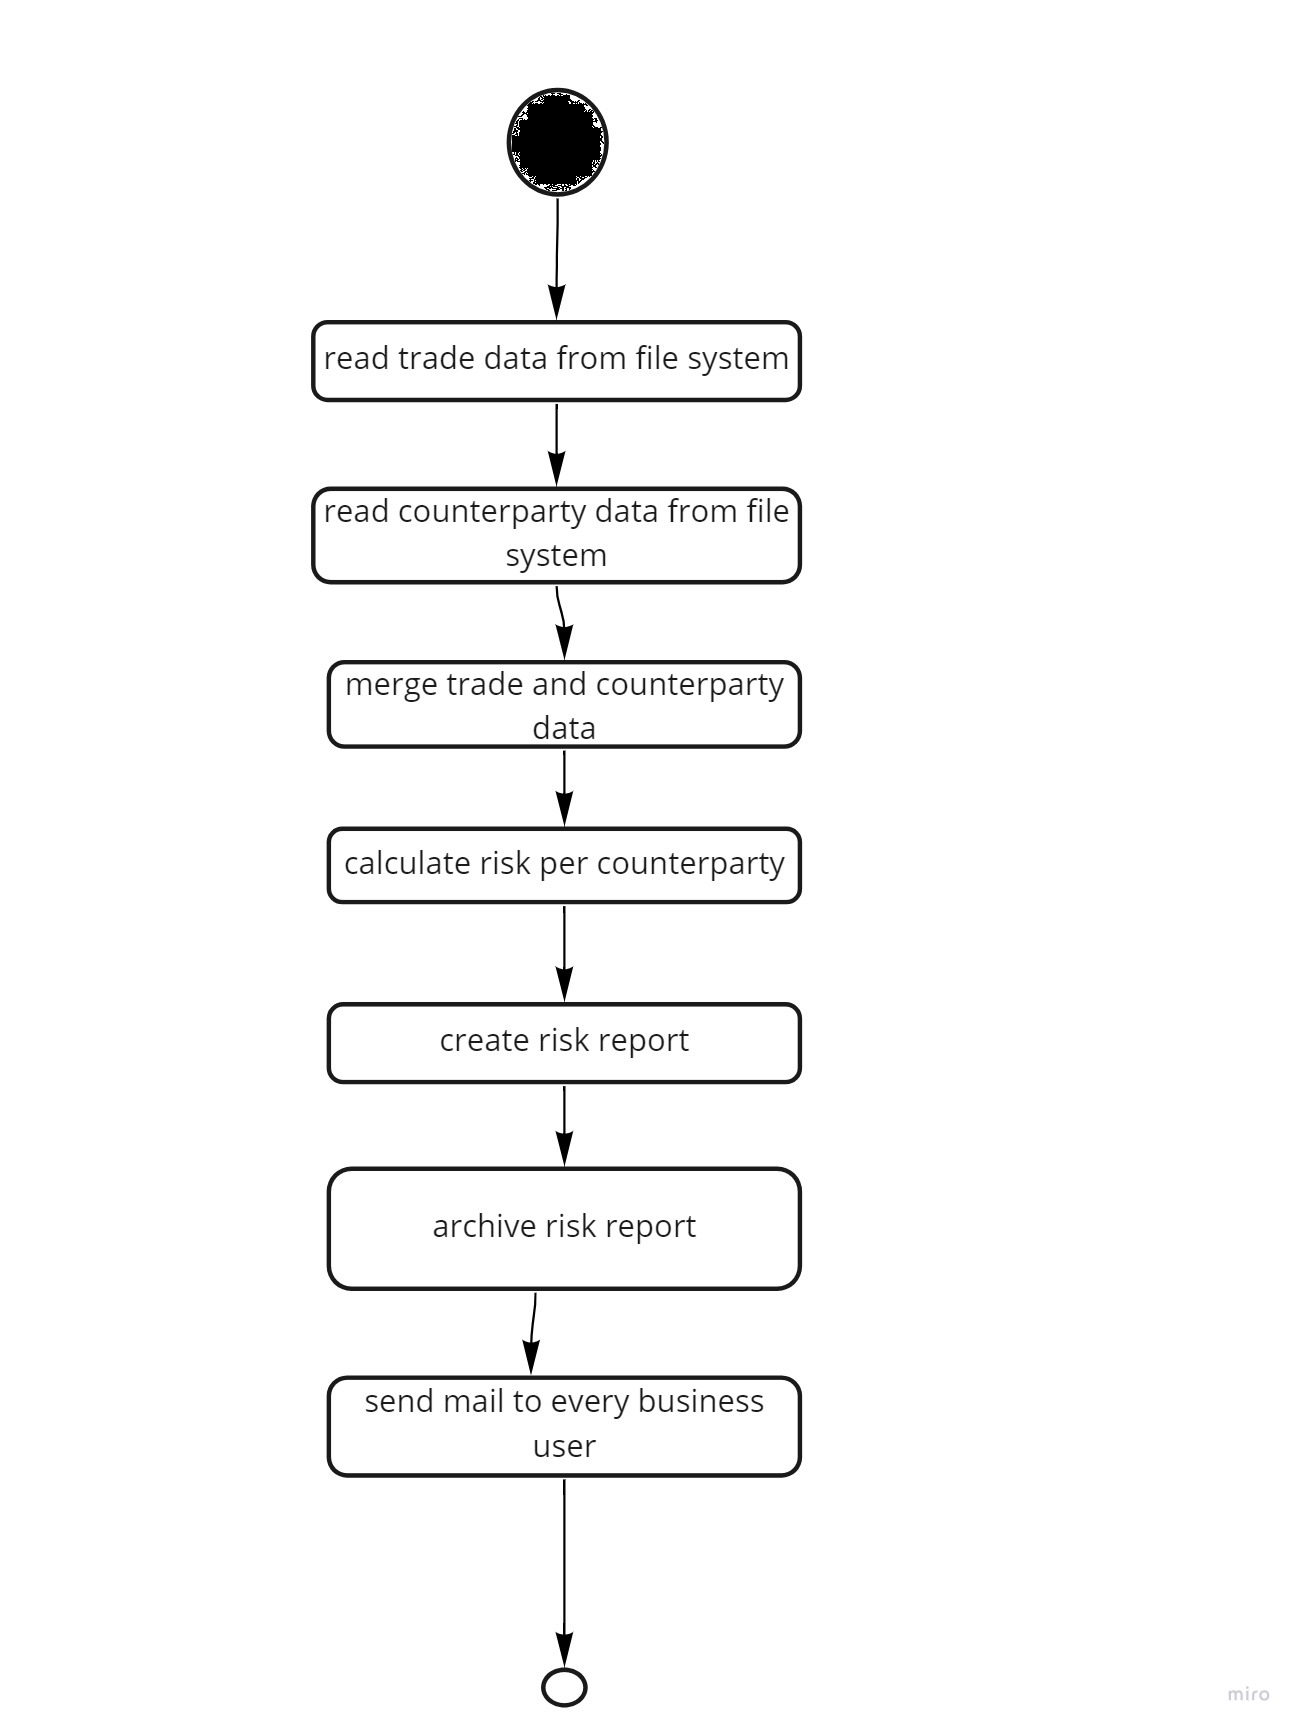 read trade data from file system
read counterparty data from file
system
merge trade and counterparty
data
calculate risk per counterparty
create risk report
archive risk report
send mail to every business
user
miro